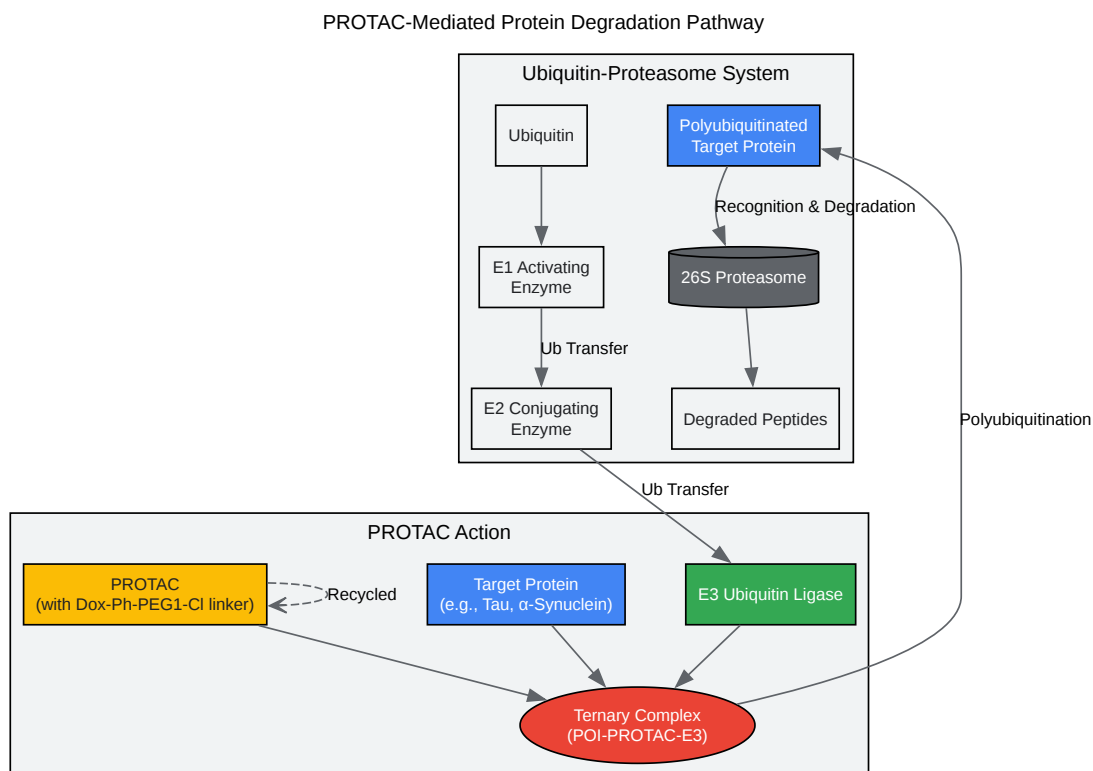 PROTAC-Mediated Protein Degradation Pathway
Ubiquitin-Proteasome System
Ubiquitin
Polyubiquitinated
Target Protein
Recognition & Degradation
E1 Activating
Enzyme
26S Proteasome
Ub Transfer
E2 Conjugating
Enzyme
Degraded Peptides
Polyubiquitination
Ub Transfer
PROTAC Action
PROTAC
(with Dox-Ph-PEG1-Cl linker)
Recycled
Target Protein
(e.g., Tau, α-Synuclein)
E3 Ubiquitin Ligase
Ternary Complex
(POI-PROTAC-E3)